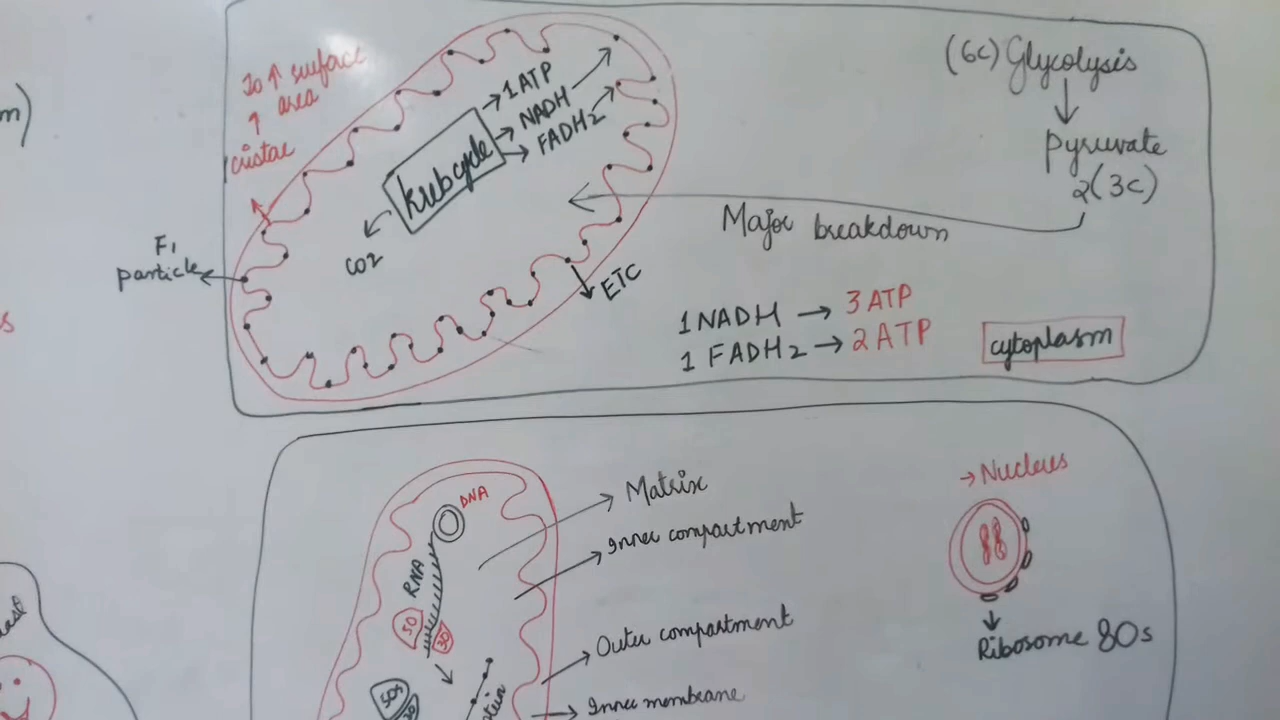 m)
To ↑ surface
↑ area
cristae
F1
particle
kreb cycle
1 ATP
NADH
FADH2
CO2
ETC
(6C) Glycolysis
pyruvate
2(3C)
Major breakdown
1 NADH → 3 ATP
1 FADH2 → 2 ATP
cytoplasm
s
DNA
RNA
50
30
50s
30
Matrix
Inner compartment
Outer compartment
Inner membrane
→ Nucleus
Ribosome 80s